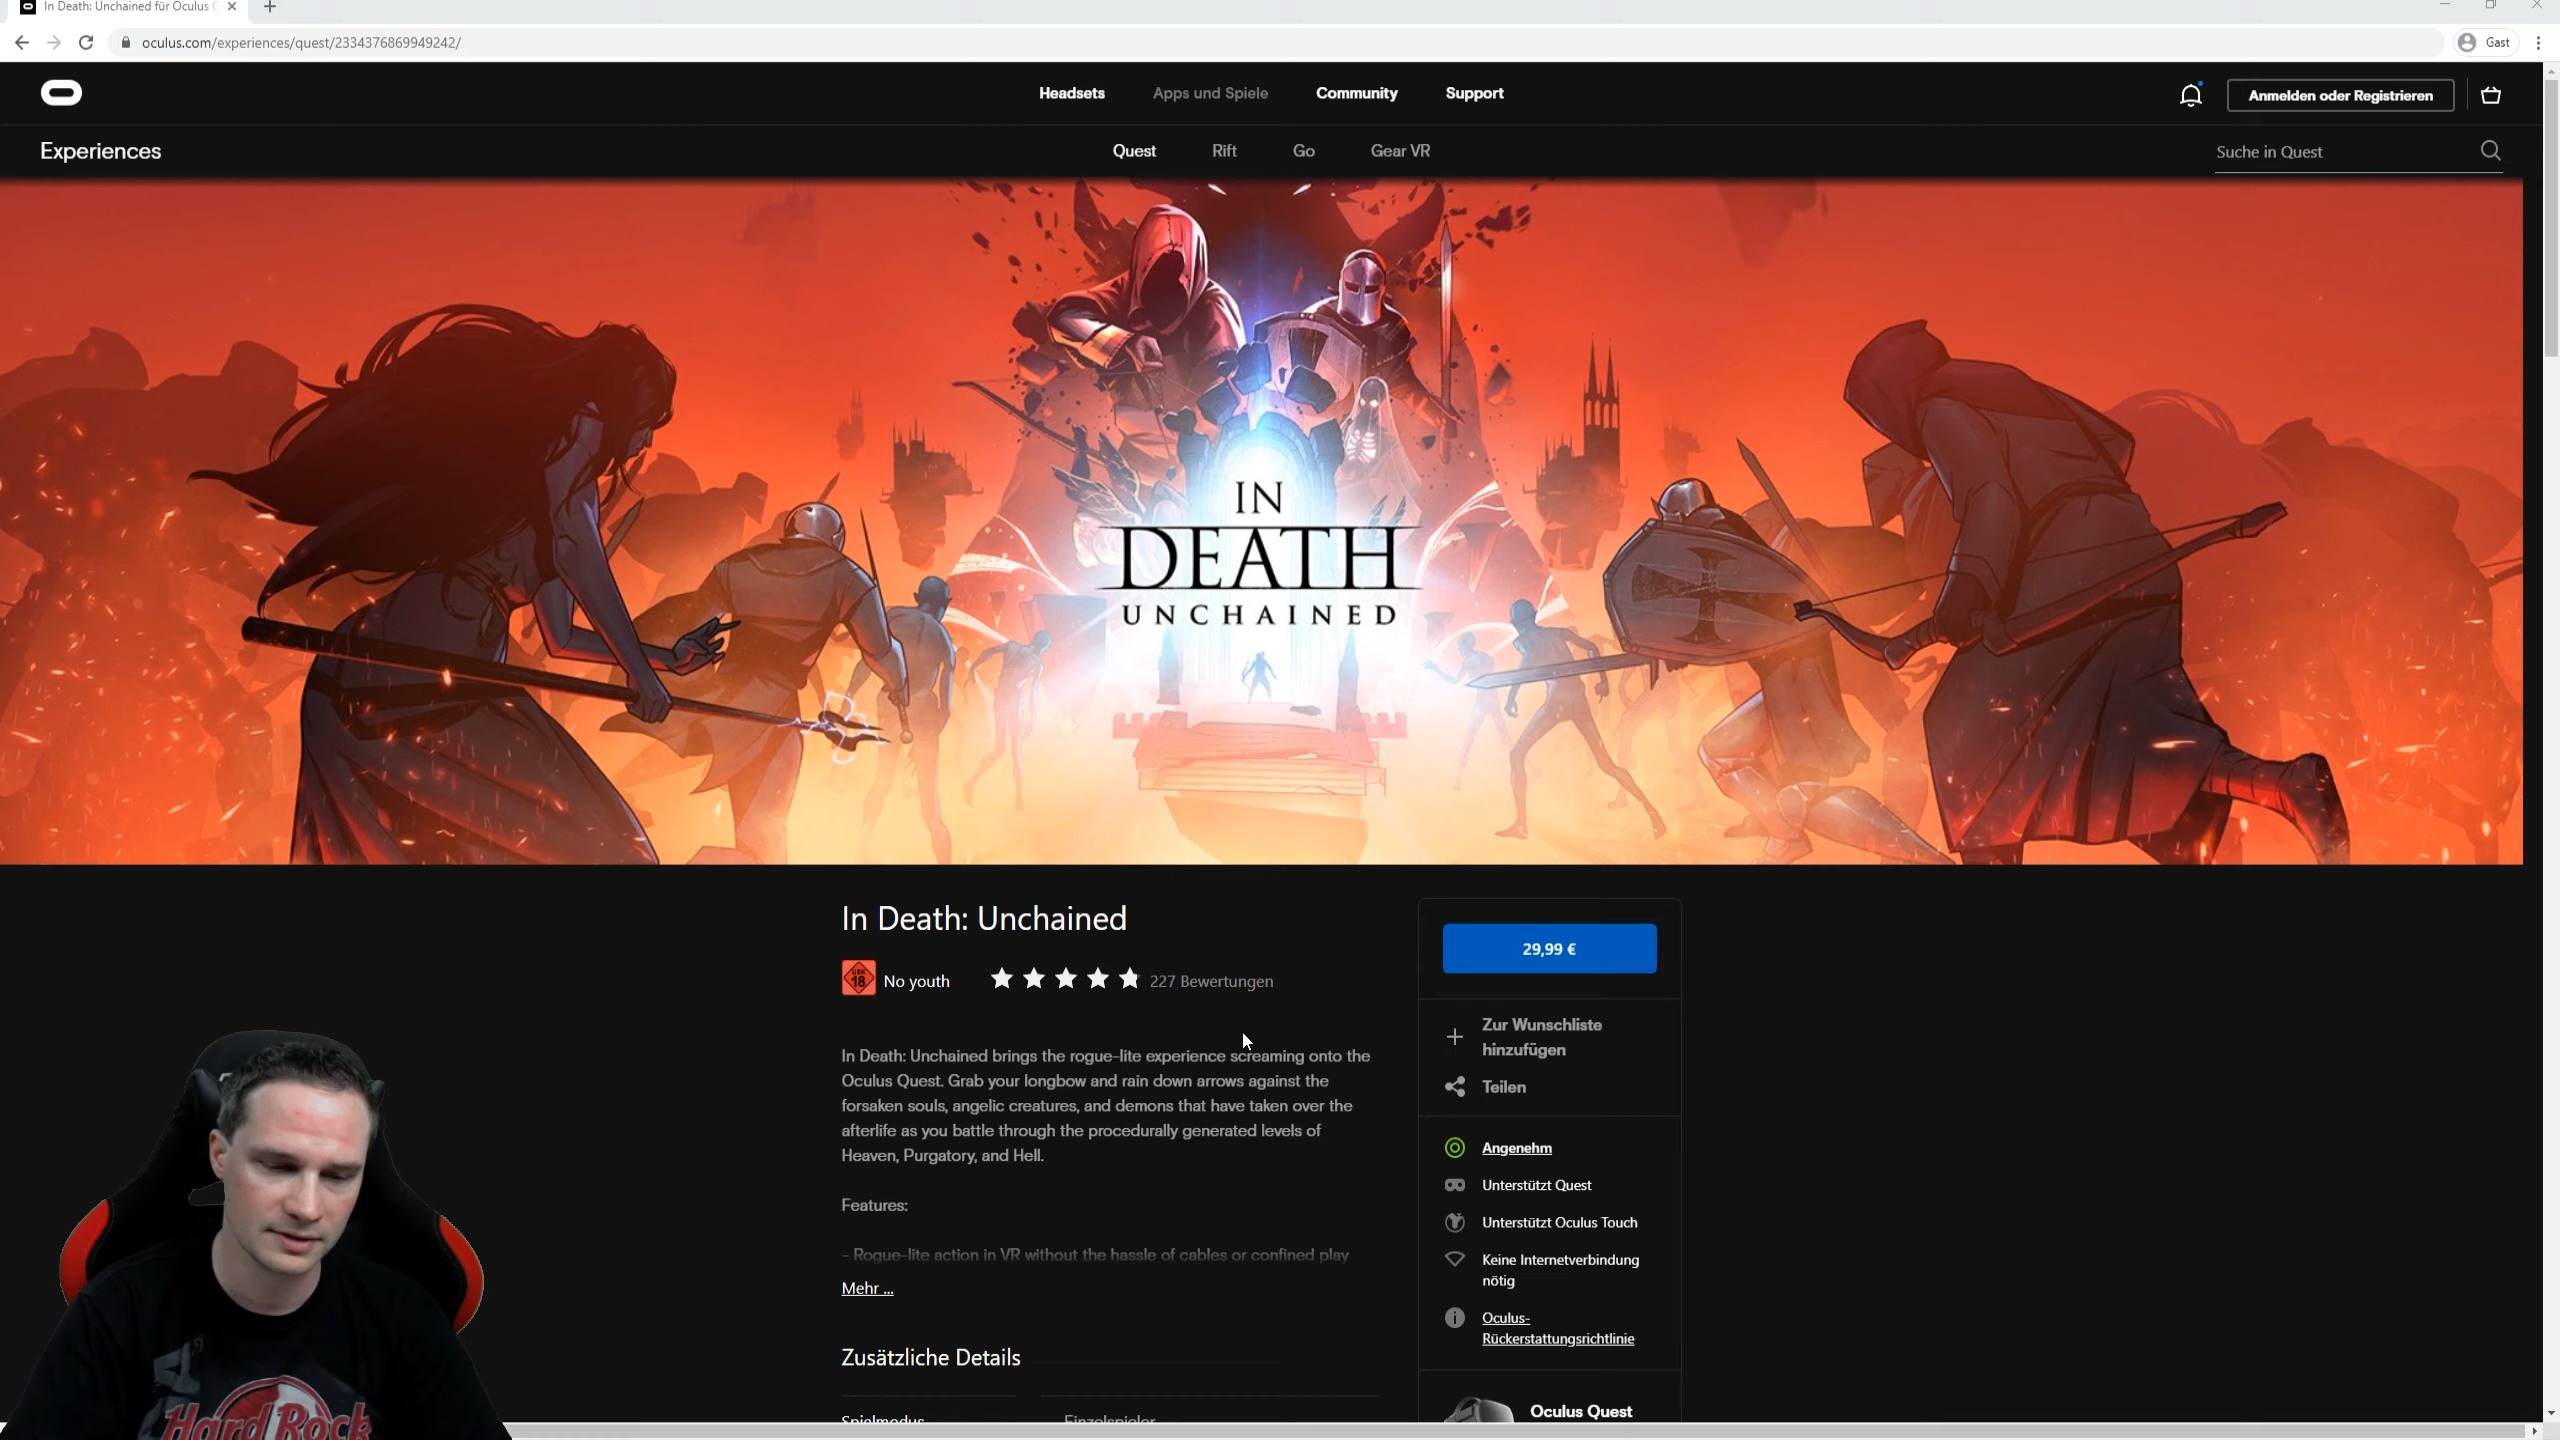 In Death: Unchained für Oculus
oculus.com/experiences/quest/2334376869949242/
Gast
Headsets
Apps und Spiele
Community
Support
Anmelden oder Registrieren
Experiences
Quest
Rift
Go
Gear VR
Suche in Quest
IN
DEATH
UNCHAINED
In Death: Unchained
29,99 €
USK
18
No youth
227 Bewertungen
Zur Wunschliste
hinzufügen
Teilen
In Death: Unchained brings the rogue-lite experience screaming onto the
Oculus Quest. Grab your longbow and rain down arrows against the
forsaken souls, angelic creatures, and demons that have taken over the
afterlife as you battle through the procedurally generated levels of
Heaven, Purgatory, and Hell.
Features:
- Rogue-lite action in VR without the hassle of cables or confined play
Mehr ...
Angenehm
Unterstützt Quest
Unterstützt Oculus Touch
Keine Internetverbindung
nötig
Oculus-
Rückerstattungsrichtlinie
Zusätzliche Details
Spielmodus
Einzelspieler
Oculus Quest
Hard Rock